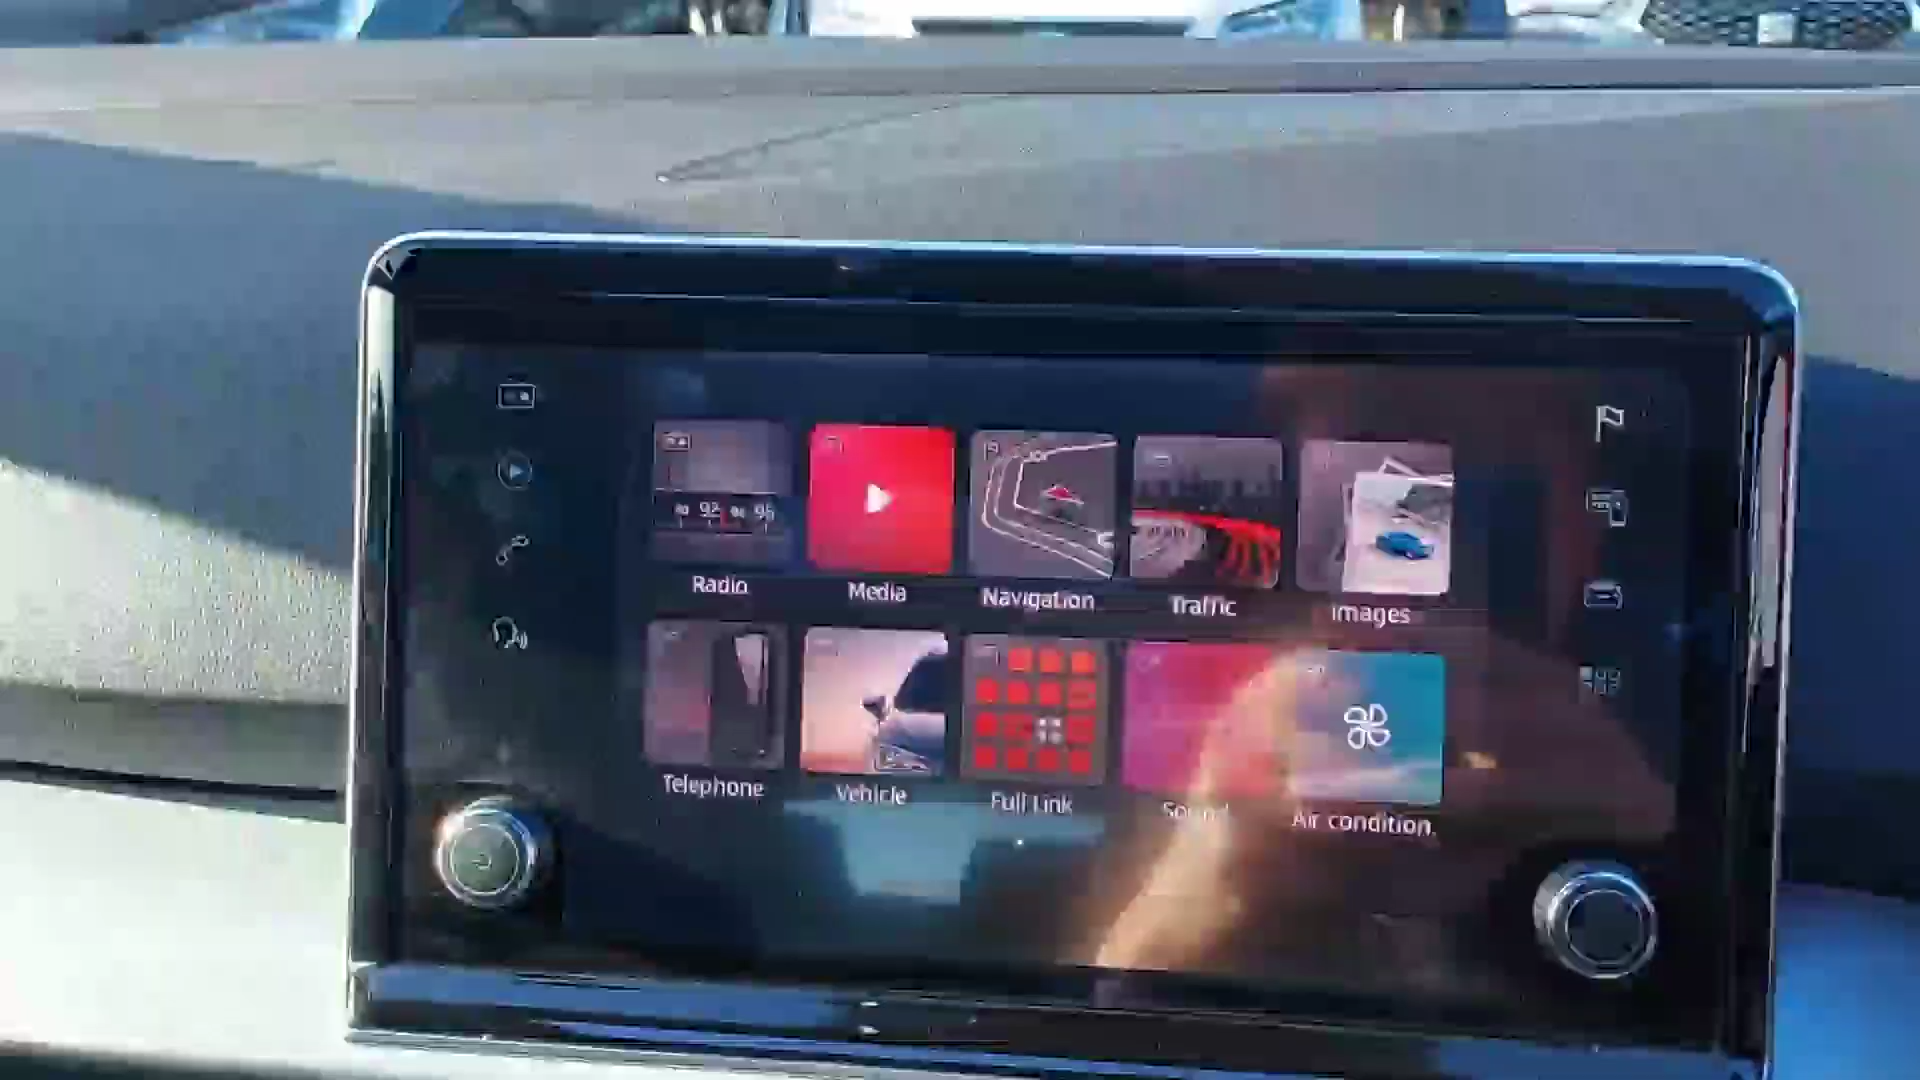 Radio
Media
Navigation
Traffic
Images
Telephone
Vehicle
Full Link
Sound
Air condition.